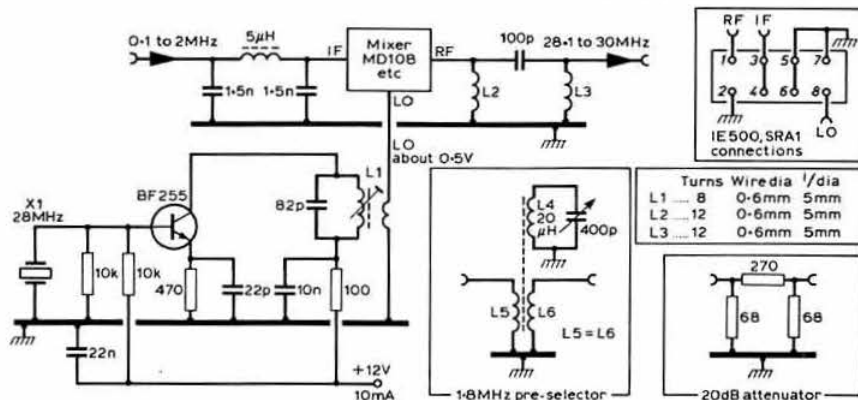 0·1 to 2MHz
5µH
IF
Mixer
MD108
etc
RF
100p
28·1 to 30MHz
1·5n
1·5n
L2
L3
LO
LO
about 0·5V
RF IF
1 3 5 7
2 4 6 8
LO
IE500, SRA1
connections
BF255
82p
L1
X1
28MHz
10k
10k
470
22p
10n
100
22n
+12V
10mA
L4
20
µH
400p
L5
L6
L5=L6
1·8MHz pre-selector
Turns Wiredia i/dia
L1 .... 8 0·6mm 5mm
L2 .... 12 0·6mm 5mm
L3 .... 12 0·6mm 5mm
270
68
68
20dB attenuator